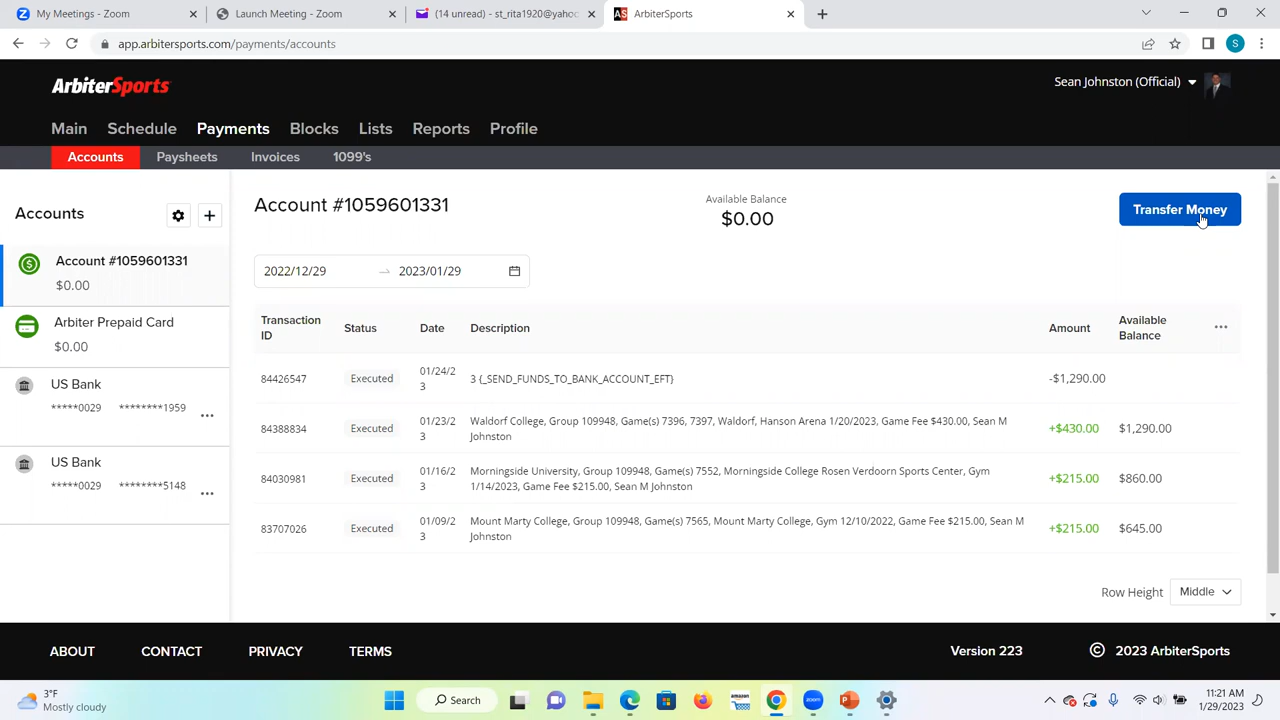 My Meetings - Zoom
Launch Meeting - Zoom
(14 unread) - st_rita1920@yahoo
AS ArbiterSports
app.arbitersports.com/payments/accounts
S
ArbiterSports
Sean Johnston (Official)
Main Schedule Payments Blocks Lists Reports Profile
Accounts Paysheets Invoices 1099's
Accounts
Account #1059601331
$0.00
Arbiter Prepaid Card
$0.00
US Bank
*****0029 ********1959
US Bank
*****0029 ********5148
Account #1059601331
Available Balance
$0.00
Transfer Money
2022/12/29 → 2023/01/29
Transaction ID Status Date Description Amount Available Balance
84426547 Executed 01/24/23 3 {_SEND_FUNDS_TO_BANK_ACCOUNT_EFT} -$1,290.00
84388834 Executed 01/23/23 Waldorf College, Group 109948, Game(s) 7396, 7397, Waldorf, Hanson Arena 1/20/2023, Game Fee $430.00, Sean M Johnston +$430.00 $1,290.00
84030981 Executed 01/16/23 Morningside University, Group 109948, Game(s) 7552, Morningside College Rosen Verdoorn Sports Center, Gym 1/14/2023, Game Fee $215.00, Sean M Johnston +$215.00 $860.00
83707026 Executed 01/09/23 Mount Marty College, Group 109948, Game(s) 7565, Mount Marty College, Gym 12/10/2022, Game Fee $215.00, Sean M Johnston +$215.00 $645.00
Row Height Middle
ABOUT CONTACT PRIVACY TERMS Version 223 © 2023 ArbiterSports
3°F
Mostly cloudy
Search
amazon
zoom
11:21 AM
1/29/2023